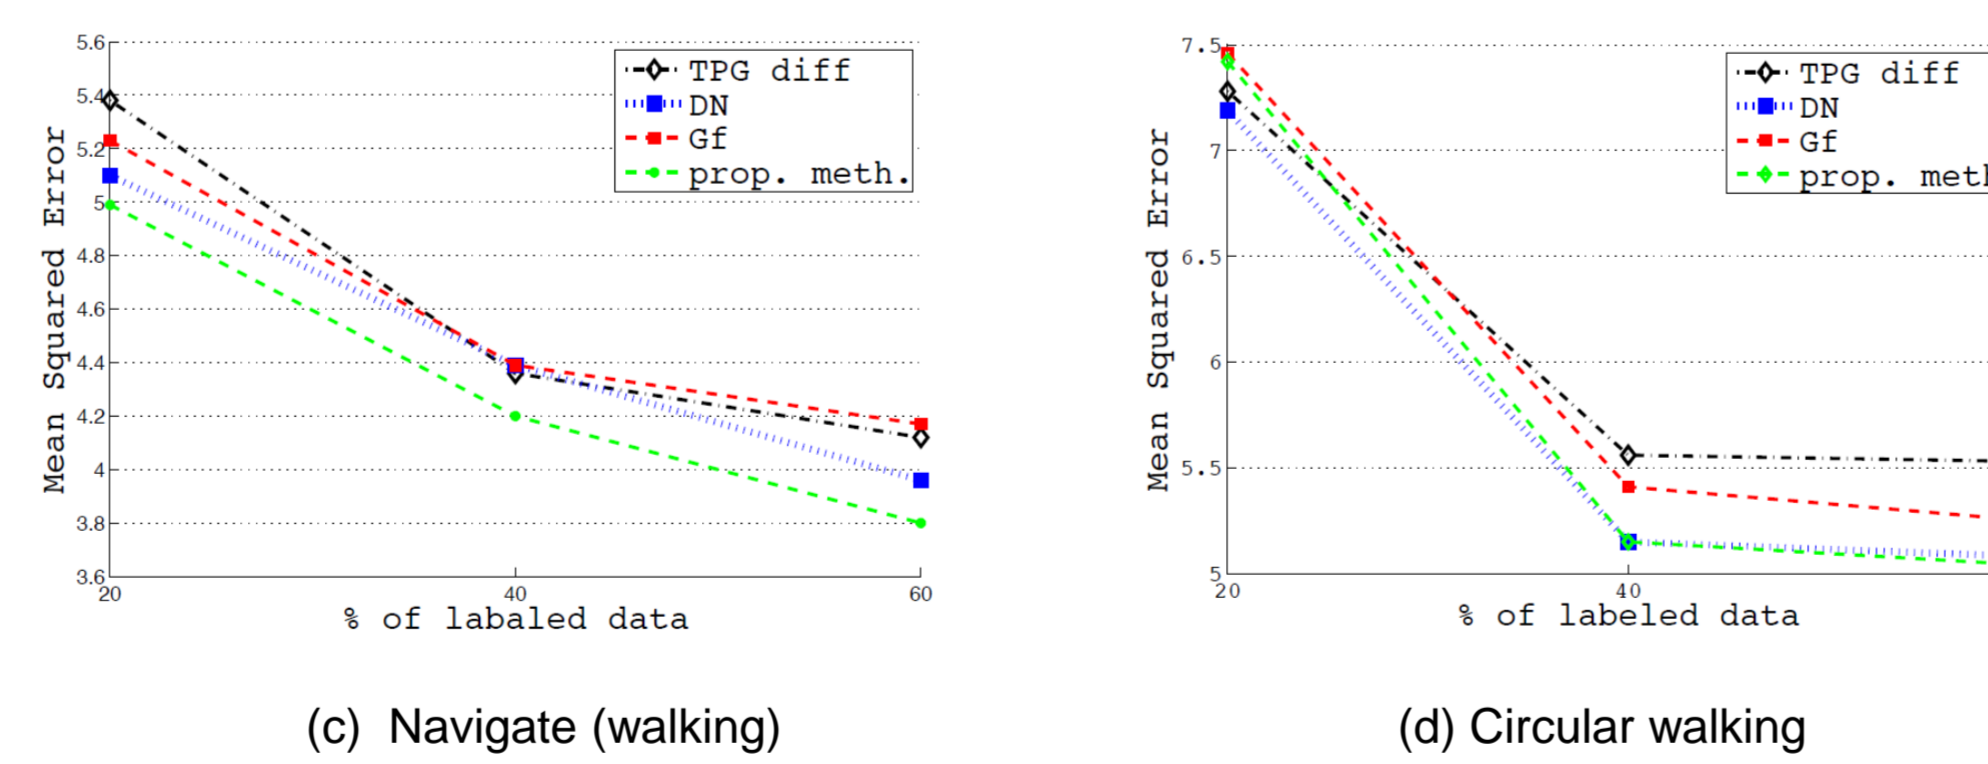 5.6
5.4
5.2
5
4.8
4.6
4.4
4.2
4
3.8
3.6
20
40
60
Mean Squared Error
% of labaled data
TPG diff
DN
Gf
prop. meth.
(c) Navigate (walking)
7.5
7
6.5
6
5.5
5
20
40
Mean Squared Error
% of labeled data
TPG diff
DN
Gf
prop. meth
(d) Circular walking